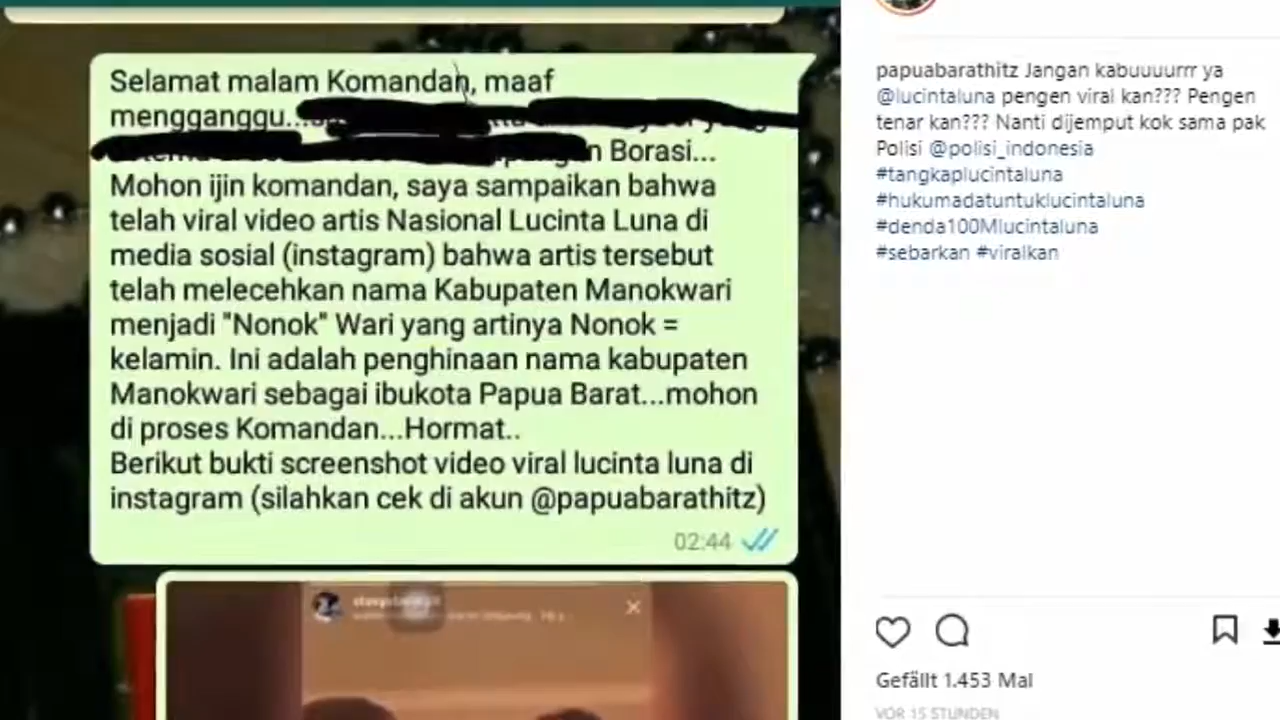 Selamat malam Komandan, maaf
mengganggu...
Borasi...
Mohon ijin komandan, saya sampaikan bahwa
telah viral video artis Nasional Lucinta Luna di
media sosial (instagram) bahwa artis tersebut
telah melecehkan nama Kabupaten Manokwari
menjadi "Nonok" Wari yang artinya Nonok =
kelamin. Ini adalah penghinaan nama kabupaten
Manokwari sebagai ibukota Papua Barat...mohon
di proses Komandan...Hormat..
Berikut bukti screenshot video viral lucinta luna di
instagram (silahkan cek di akun @papuabarathitz)
02:44
papuabarathitz Jangan kabuuuurrr ya
@lucintaluna pengen viral kan??? Pengen
tenar kan??? Nanti dijemput kok sama pak
Polisi @polisi_indonesia
#tangkaplucintaluna
#hukumadatuntuklucintaluna
#denda100Mlucintaluna
#sebarkan #viralkan
Gefällt 1.453 Mal
VOR 15 STUNDEN